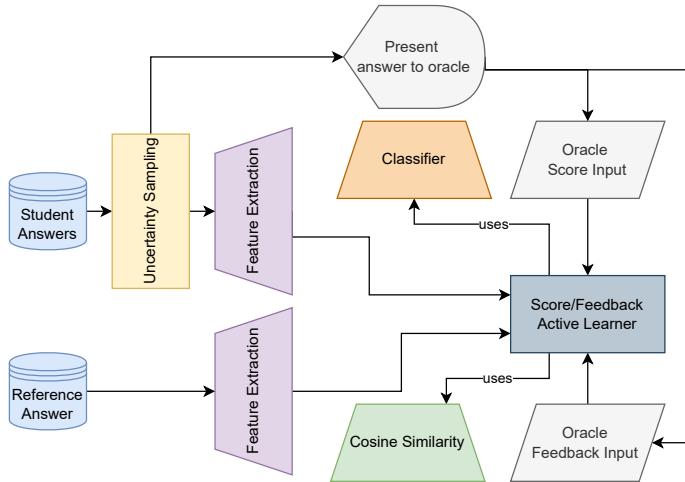 Present
answer to oracle
Classifier
Oracle
Score Input
Student
Answers
Uncertainty Sampling
Feature Extraction
uses
Score/Feedback
Active Learner
Reference
Answer
Feature Extraction
uses
Cosine Similarity
Oracle
Feedback Input